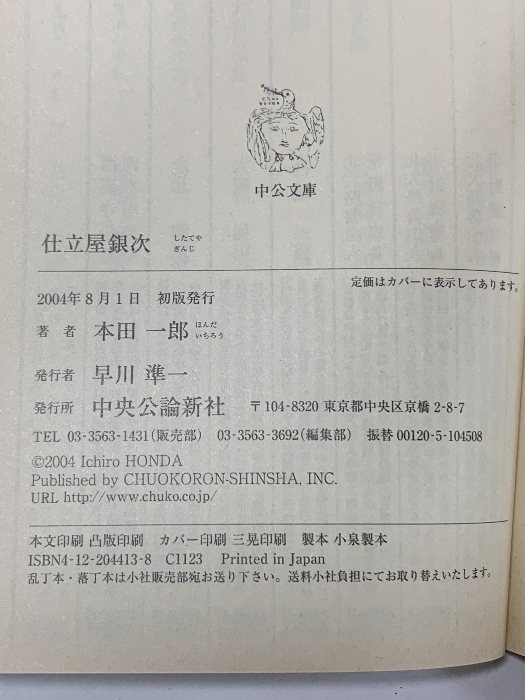 中公文庫
仕立屋銀次 したてや ぎんじ
定価はカバーに表示してあります。
2004年8月1日 初版発行
著者 本田 一郎 ほんだ いちろう
発行者 早川 準一
発行所 中央公論新社 〒104-8320 東京都中央区京橋 2-8-7
TEL 03-3563-1431(販売部) 03-3563-3692(編集部) 振替 00120-5-104508
©2004 Ichiro HONDA
Published by CHUOKORON-SHINSHA, INC.
URL http://www.chuko.co.jp/
本文印刷 凸版印刷 カバー印刷 三晃印刷 製本 小泉製本
ISBN4-12-204413-8 C1123 Printed in Japan
乱丁本・落丁本は小社販売部宛お送り下さい。送料小社負担にてお取り替えいたします。